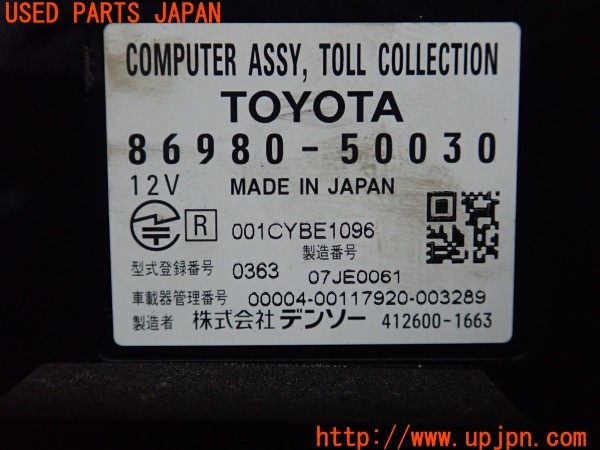 USED PARTS JAPAN
COMPUTER ASSY, TOLL COLLECTION
TOYOTA
86980-50030
12V MADE IN JAPAN
R 001CYBE1096
製造番号
型式登録番号 0363 07JE0061
車載器管理番号 00004-00117920-003289
製造者 株式会社 デンソー 412600-1663
http://www.upjpn.com/